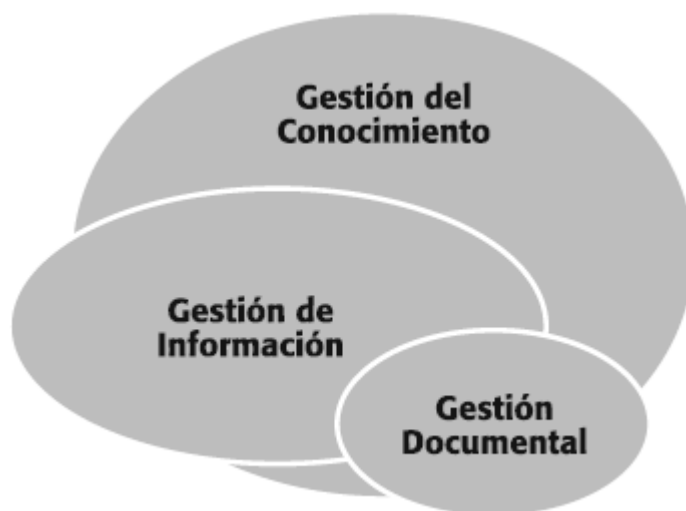 Gestión del
Conocimiento
Gestión de
Información
Gestión
Documental